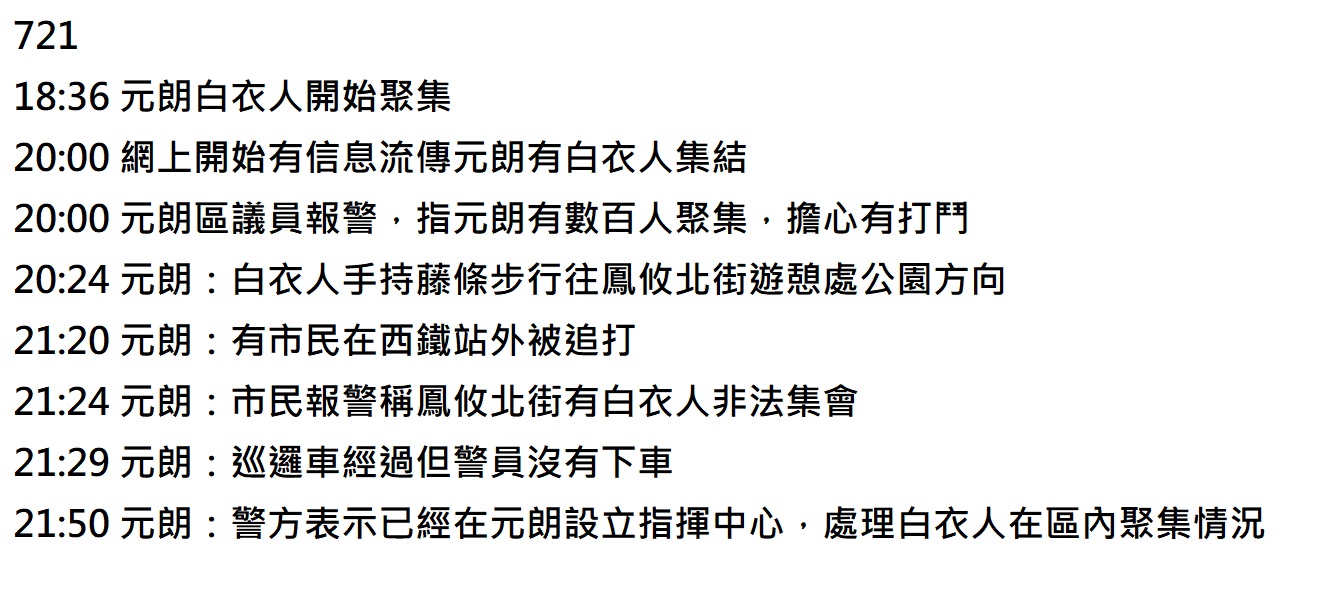 721
18:36 元朗白衣人開始聚集
20:00 網上開始有信息流傳元朗有白衣人集結
20:00 元朗區議員報警，指元朗有數百人聚集，擔心有打鬥
20:24 元朗：白衣人手持藤條步行往鳳攸北街遊憩處公園方向
21:20 元朗：有市民在西鐵站外被追打
21:24 元朗：市民報警稱鳳攸北街有白衣人非法集會
21:29 元朗：巡邏車經過但警員沒有下車
21:50 元朗：警方表示已經在元朗設立指揮中心，處理白衣人在區內聚集情況